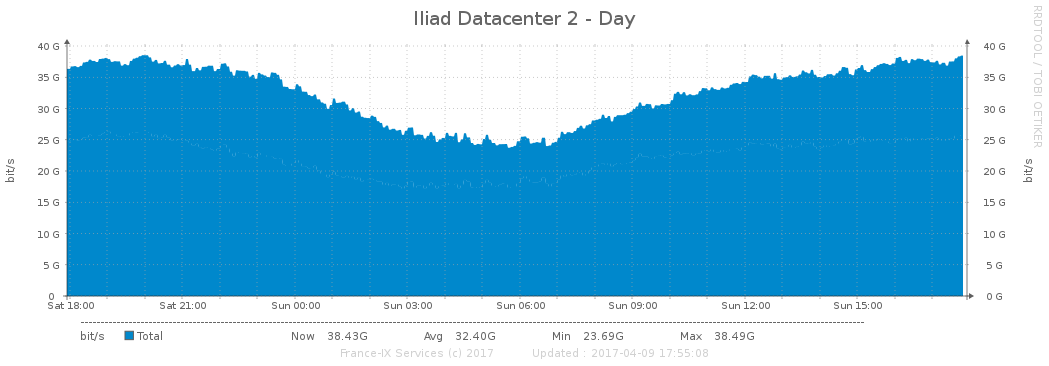 Iliad Datacenter 2 - Day
RRDTOOL / TOBI OETIKER
bit/s
40 G
35 G
30 G
25 G
20 G
15 G
10 G
5 G
0
40 G
35 G
30 G
25 G
20 G
15 G
10 G
5 G
0 G
bit/s
Sat 18:00 Sat 21:00 Sun 00:00 Sun 03:00 Sun 06:00 Sun 09:00 Sun 12:00 Sun 15:00
bit/s Total Now 38.43G Avg 32.40G Min 23.69G Max 38.49G
France-IX Services (c) 2017 Updated : 2017-04-09 17:55:08